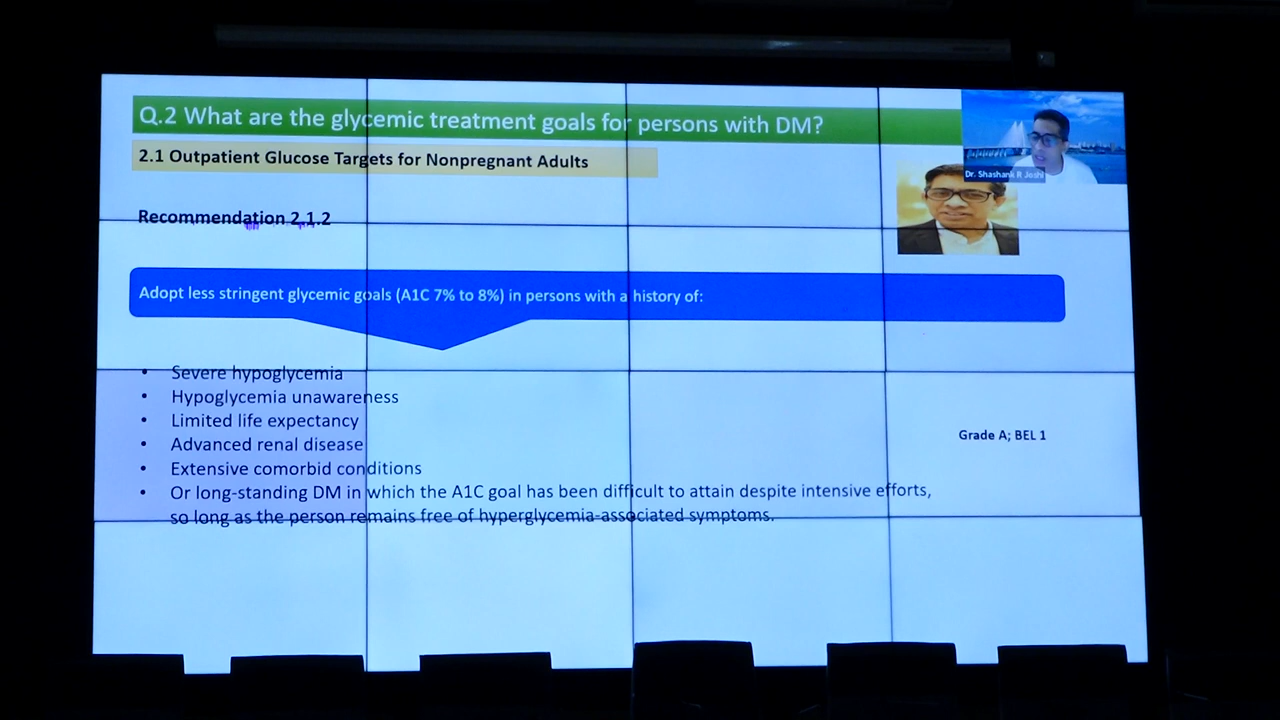 Q.2 What are the glycemic treatment goals for persons with DM?
2.1 Outpatient Glucose Targets for Nonpregnant Adults
Dr. Shashank R Joshi
Recommendation 2.1.2
Adopt less stringent glycemic goals (A1C 7% to 8%) in persons with a history of:
• Severe hypoglycemia
• Hypoglycemia unawareness
• Limited life expectancy
• Advanced renal disease
Grade A; BEL 1
• Extensive comorbid conditions
• Or long-standing DM in which the A1C goal has been difficult to attain despite intensive efforts,
so long as the person remains free of hyperglycemia-associated symptoms.